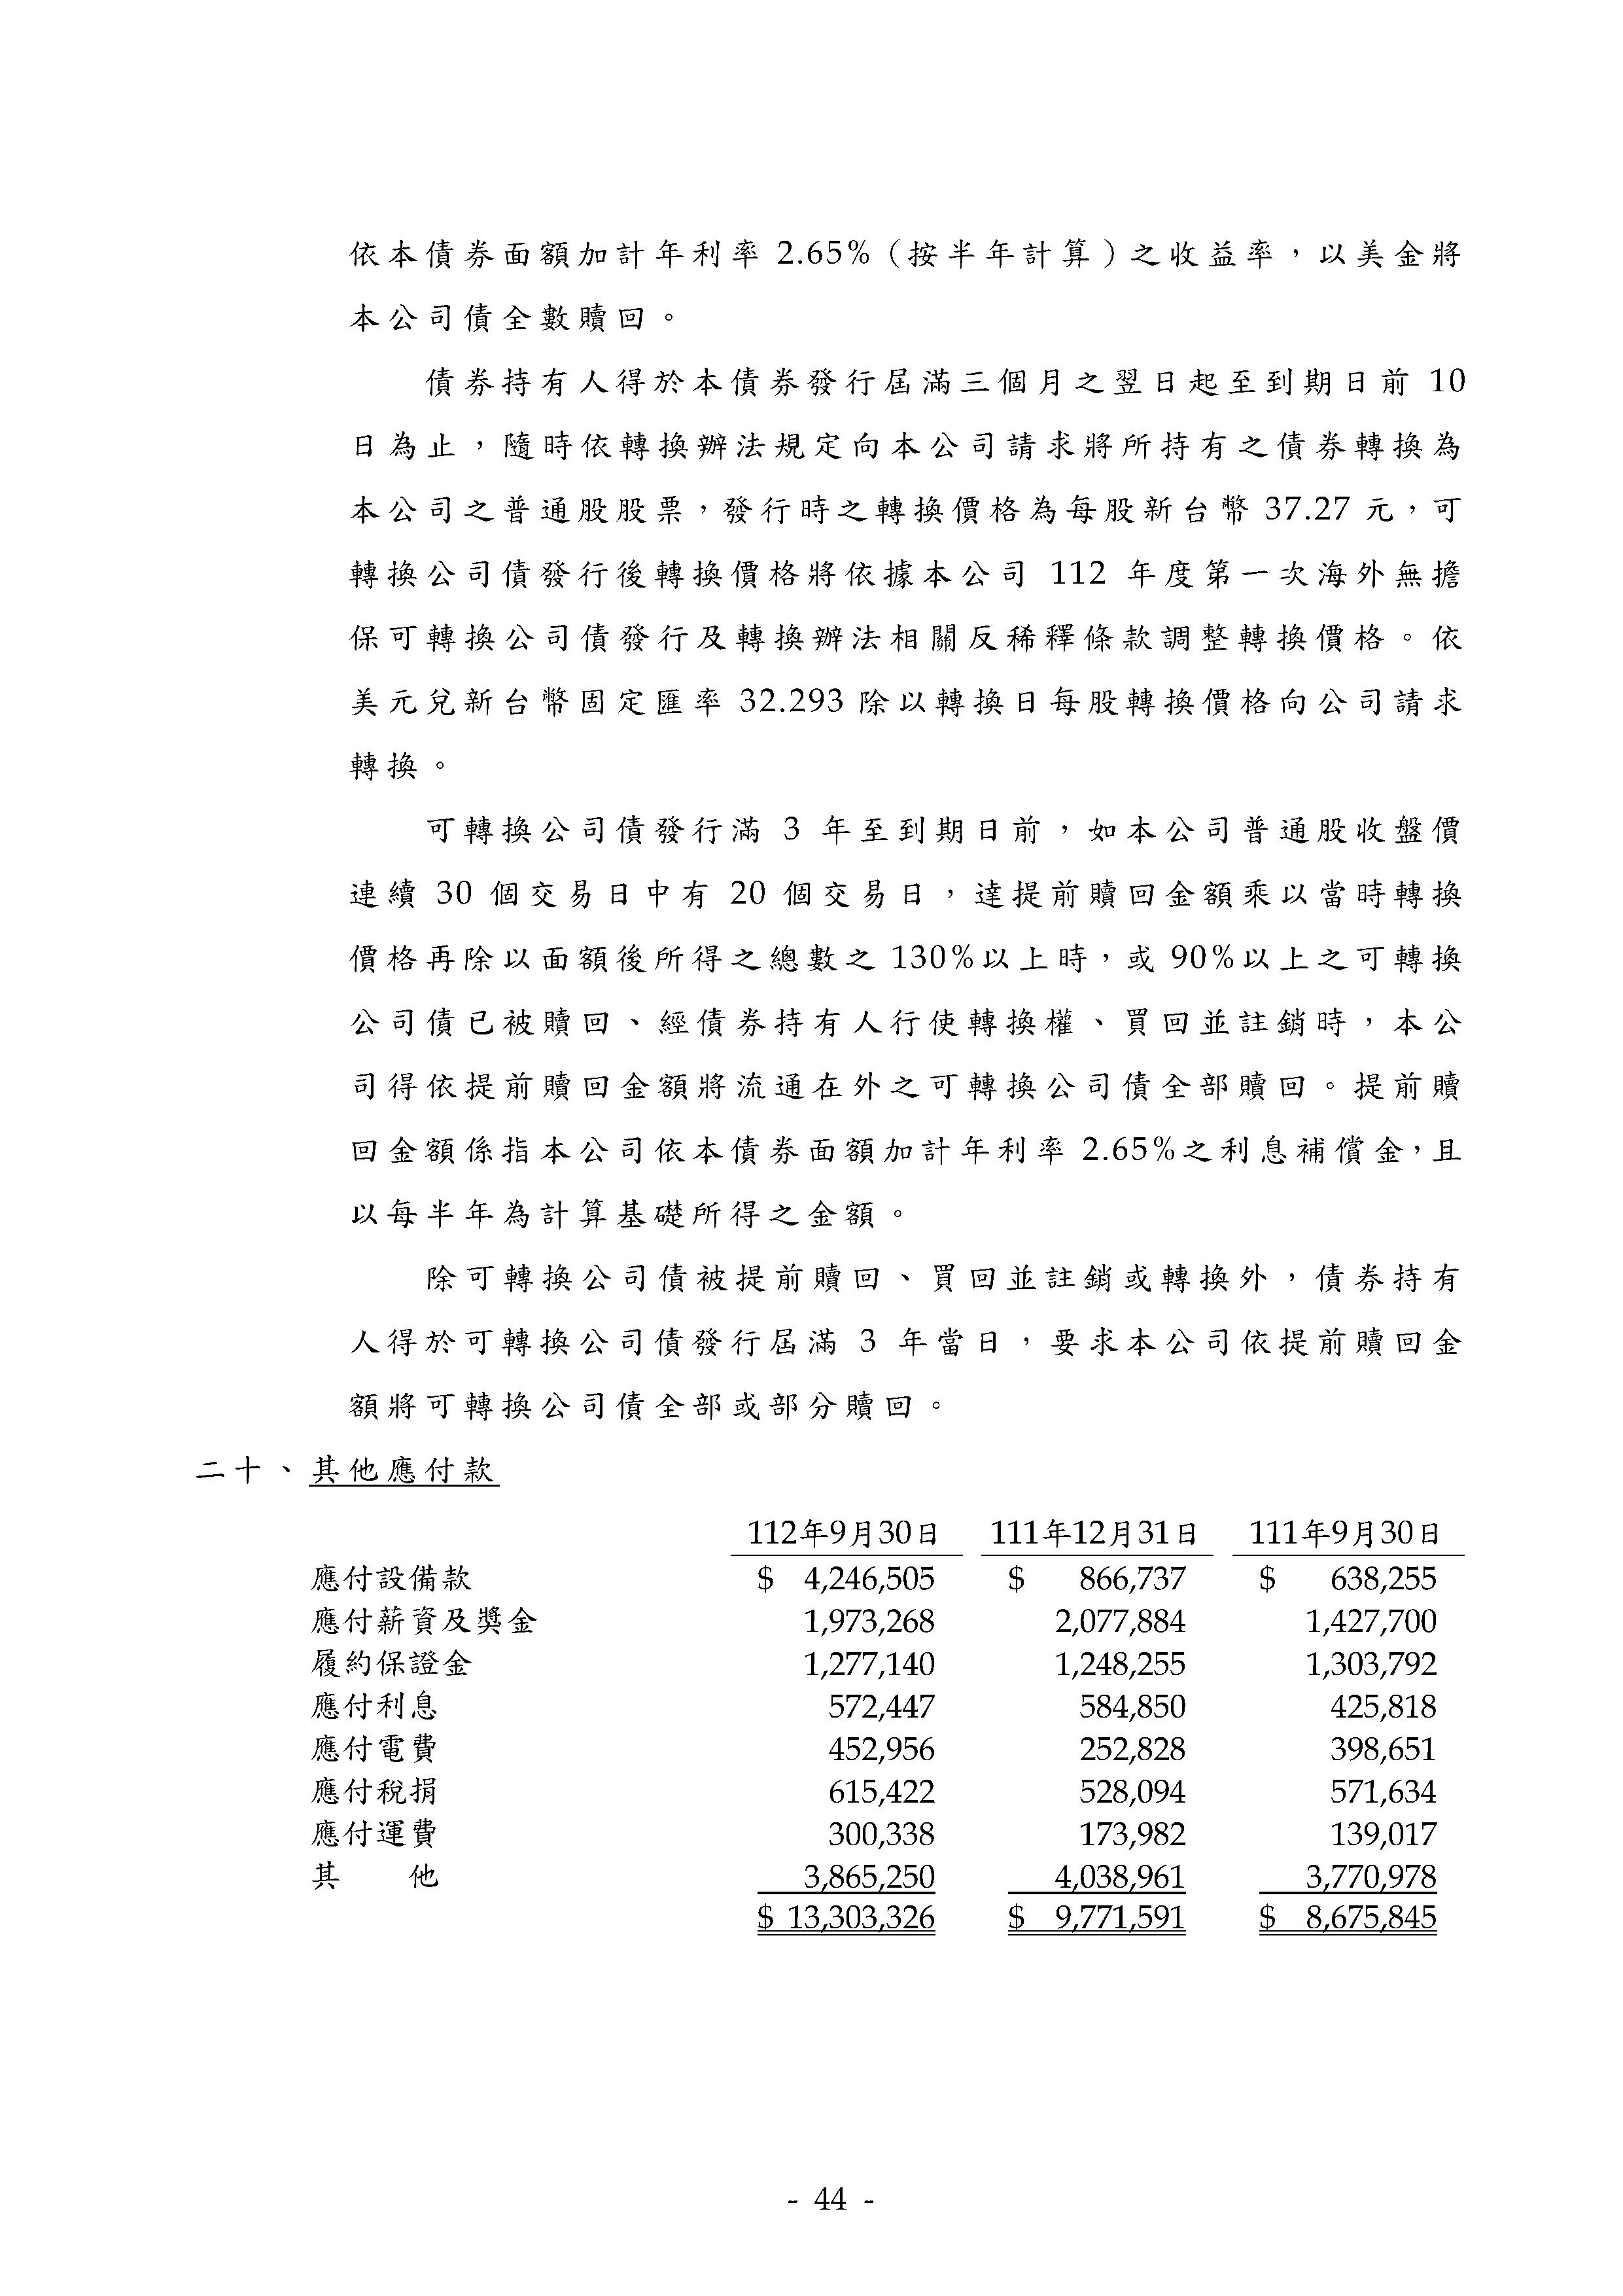 依本債券面額加計年利率 2.65%（按半年計算）之收益率，以美金將
本公司債全數贖回。
債券持有人得於本債券發行屆滿三個月之翌日起至到期日前 10
日為止，隨時依轉換辦法規定向本公司請求將所持有之債券轉換為
本公司之普通股股票，發行時之轉換價格為每股新台幣 37.27 元，可
轉換公司債發行後轉換價格將依據本公司 112 年度第一次海外無擔
保可轉換公司債發行及轉換辦法相關反稀釋條款調整轉換價格。依
美元兌新台幣固定匯率 32.293 除以轉換日每股轉換價格向公司請求
轉換。
可轉換公司債發行滿 3 年至到期日前，如本公司普通股收盤價
連續 30 個交易日中有 20 個交易日，達提前贖回金額乘以當時轉換
價格再除以面額後所得之總數之 130%以上時，或 90%以上之可轉換
公司債已被贖回、經債券持有人行使轉換權、買回並註銷時，本公
司得依提前贖回金額將流通在外之可轉換公司債全部贖回。提前贖
回金額係指本公司依本債券面額加計年利率 2.65%之利息補償金，且
以每半年為計算基礎所得之金額。
除可轉換公司債被提前贖回、買回並註銷或轉換外，債券持有
人得於可轉換公司債發行屆滿 3 年當日，要求本公司依提前贖回金
額將可轉換公司債全部或部分贖回。
二十、其他應付款
112年9月30日 111年12月31日 111年9月30日
應付設備款 $ 4,246,505 $ 866,737 $ 638,255
應付薪資及獎金 1,973,268 2,077,884 1,427,700
履約保證金 1,277,140 1,248,255 1,303,792
應付利息 572,447 584,850 425,818
應付電費 452,956 252,828 398,651
應付稅捐 615,422 528,094 571,634
應付運費 300,338 173,982 139,017
其　　他 3,865,250 4,038,961 3,770,978
$ 13,303,326 $ 9,771,591 $ 8,675,845
- 44 -